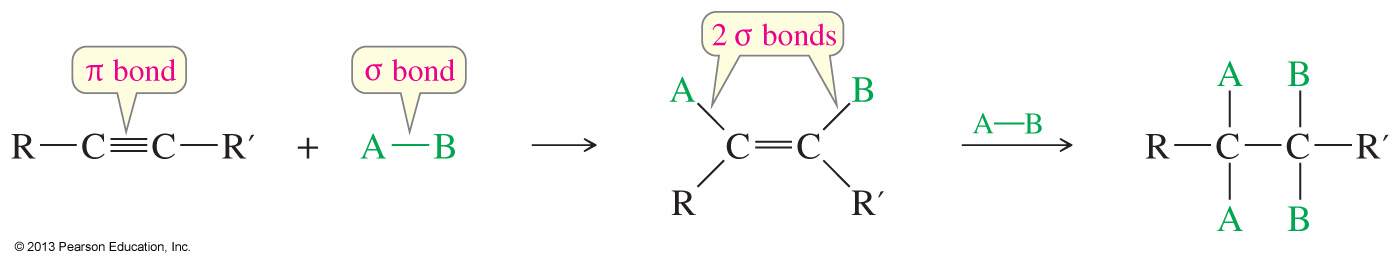 π bond
σ bond
2 σ bonds
R—C≡C—R′ + A—B
A B
C=C
R R′
A—B
A B
R—C—C—R′
A B
© 2013 Pearson Education, Inc.